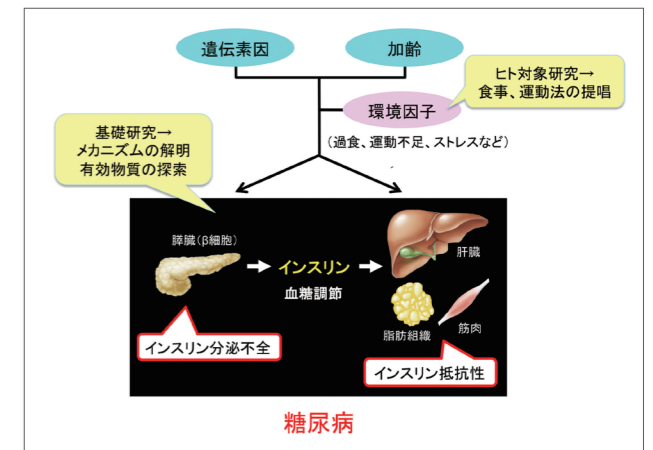 遺伝素因
加齢
ヒト対象研究→
食事、運動法の提唱
環境因子
(過食、運動不足、ストレスなど)
基礎研究→
メカニズムの解明
有効物質の探索
膵臓(β細胞)
インスリン
血糖調節
肝臓
脂肪組織
筋肉
インスリン分泌不全
インスリン抵抗性
糖尿病